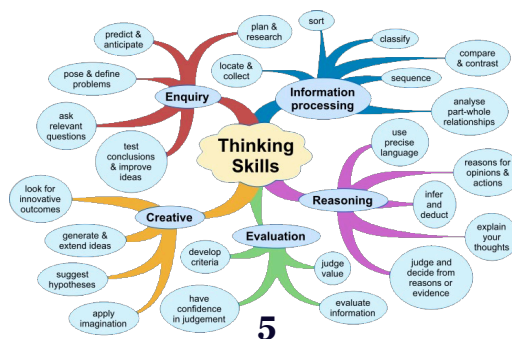 Thinking
Skills
Enquiry
predict &
anticipate
plan &
research
pose & define
problems
ask
relevant
questions
test
conclusions
& improve
ideas
Information
processing
sort
classify
locate &
collect
compare
& contrast
sequence
analyse
part-whole
relationships
Reasoning
use
precise
language
reasons for
opinions &
actions
infer
and
deduct
explain
your
thoughts
judge and
decide from
reasons or
evidence
Evaluation
develop
criteria
judge
value
have
confidence
in judgement
evaluate
information
Creative
look for
innovative
outcomes
generate &
extend ideas
suggest
hypotheses
apply
imagination
5